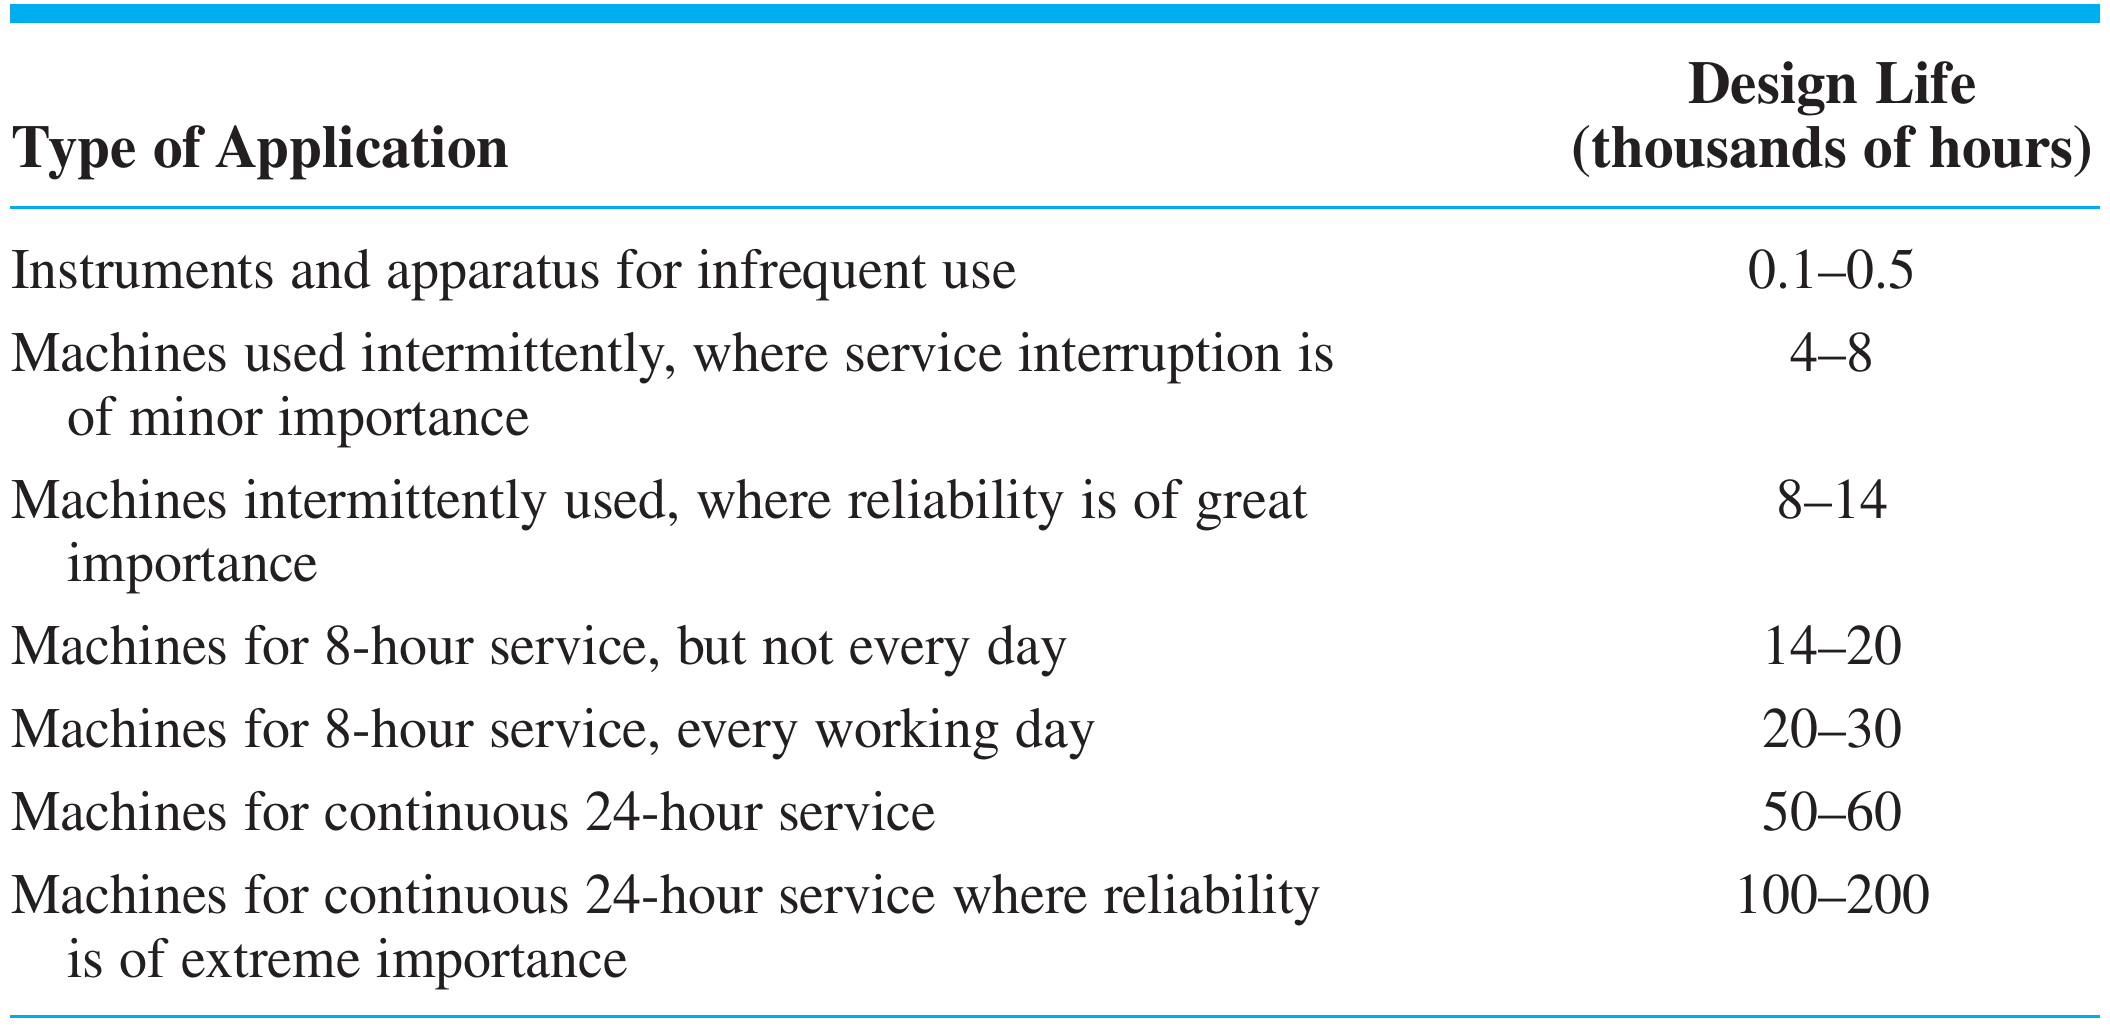 Design Life
Type of Application (thousands of hours)
Instruments and apparatus for infrequent use 0.1–0.5
Machines used intermittently, where service interruption is 4–8
of minor importance
Machines intermittently used, where reliability is of great 8–14
importance
Machines for 8-hour service, but not every day 14–20
Machines for 8-hour service, every working day 20–30
Machines for continuous 24-hour service 50–60
Machines for continuous 24-hour service where reliability 100–200
is of extreme importance